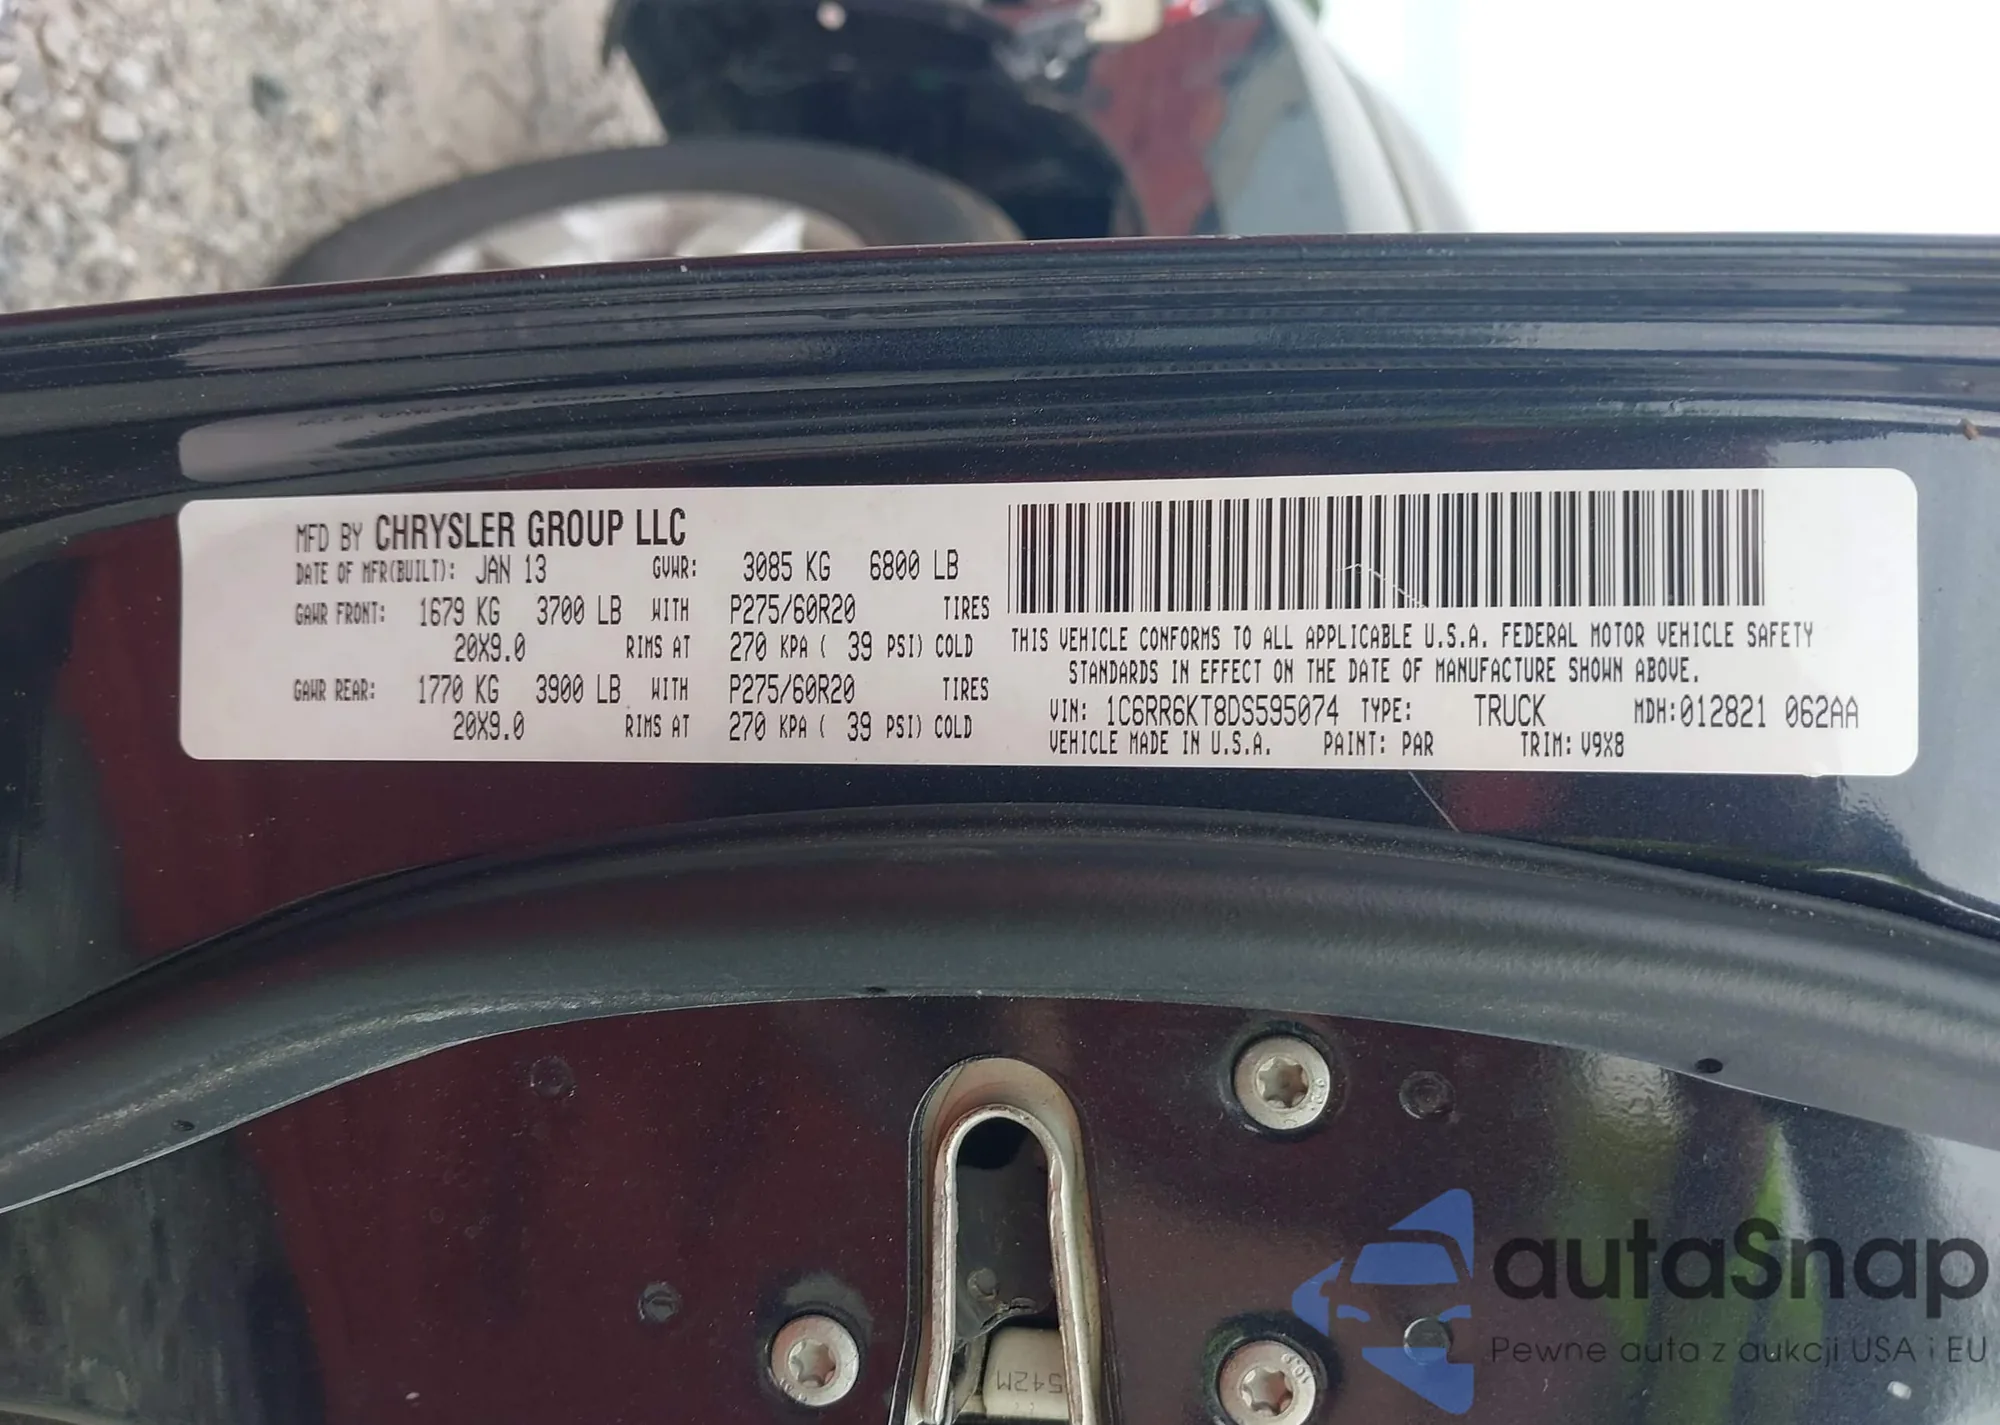 MFD BY CHRYSLER GROUP LLC
DATE OF MFR(BUILT): JAN 13 GVWR: 3085 KG 6800 LB
GAWR FRONT: 1679 KG 3700 LB WITH P275/60R20 TIRES
20X9.0 RIMS AT 270 KPA ( 39 PSI) COLD
GAWR REAR: 1770 KG 3900 LB WITH P275/60R20 TIRES
20X9.0 RIMS AT 270 KPA ( 39 PSI) COLD
THIS VEHICLE CONFORMS TO ALL APPLICABLE U.S.A. FEDERAL MOTOR VEHICLE SAFETY
STANDARDS IN EFFECT ON THE DATE OF MANUFACTURE SHOWN ABOVE.
VIN: 1C6RR6KT8DS595074 TYPE: TRUCK MDH:012821 062AA
VEHICLE MADE IN U.S.A. PAINT: PAR TRIM: V9X8
542M
autaSnap
Pewne auta z aukcji USA i EU